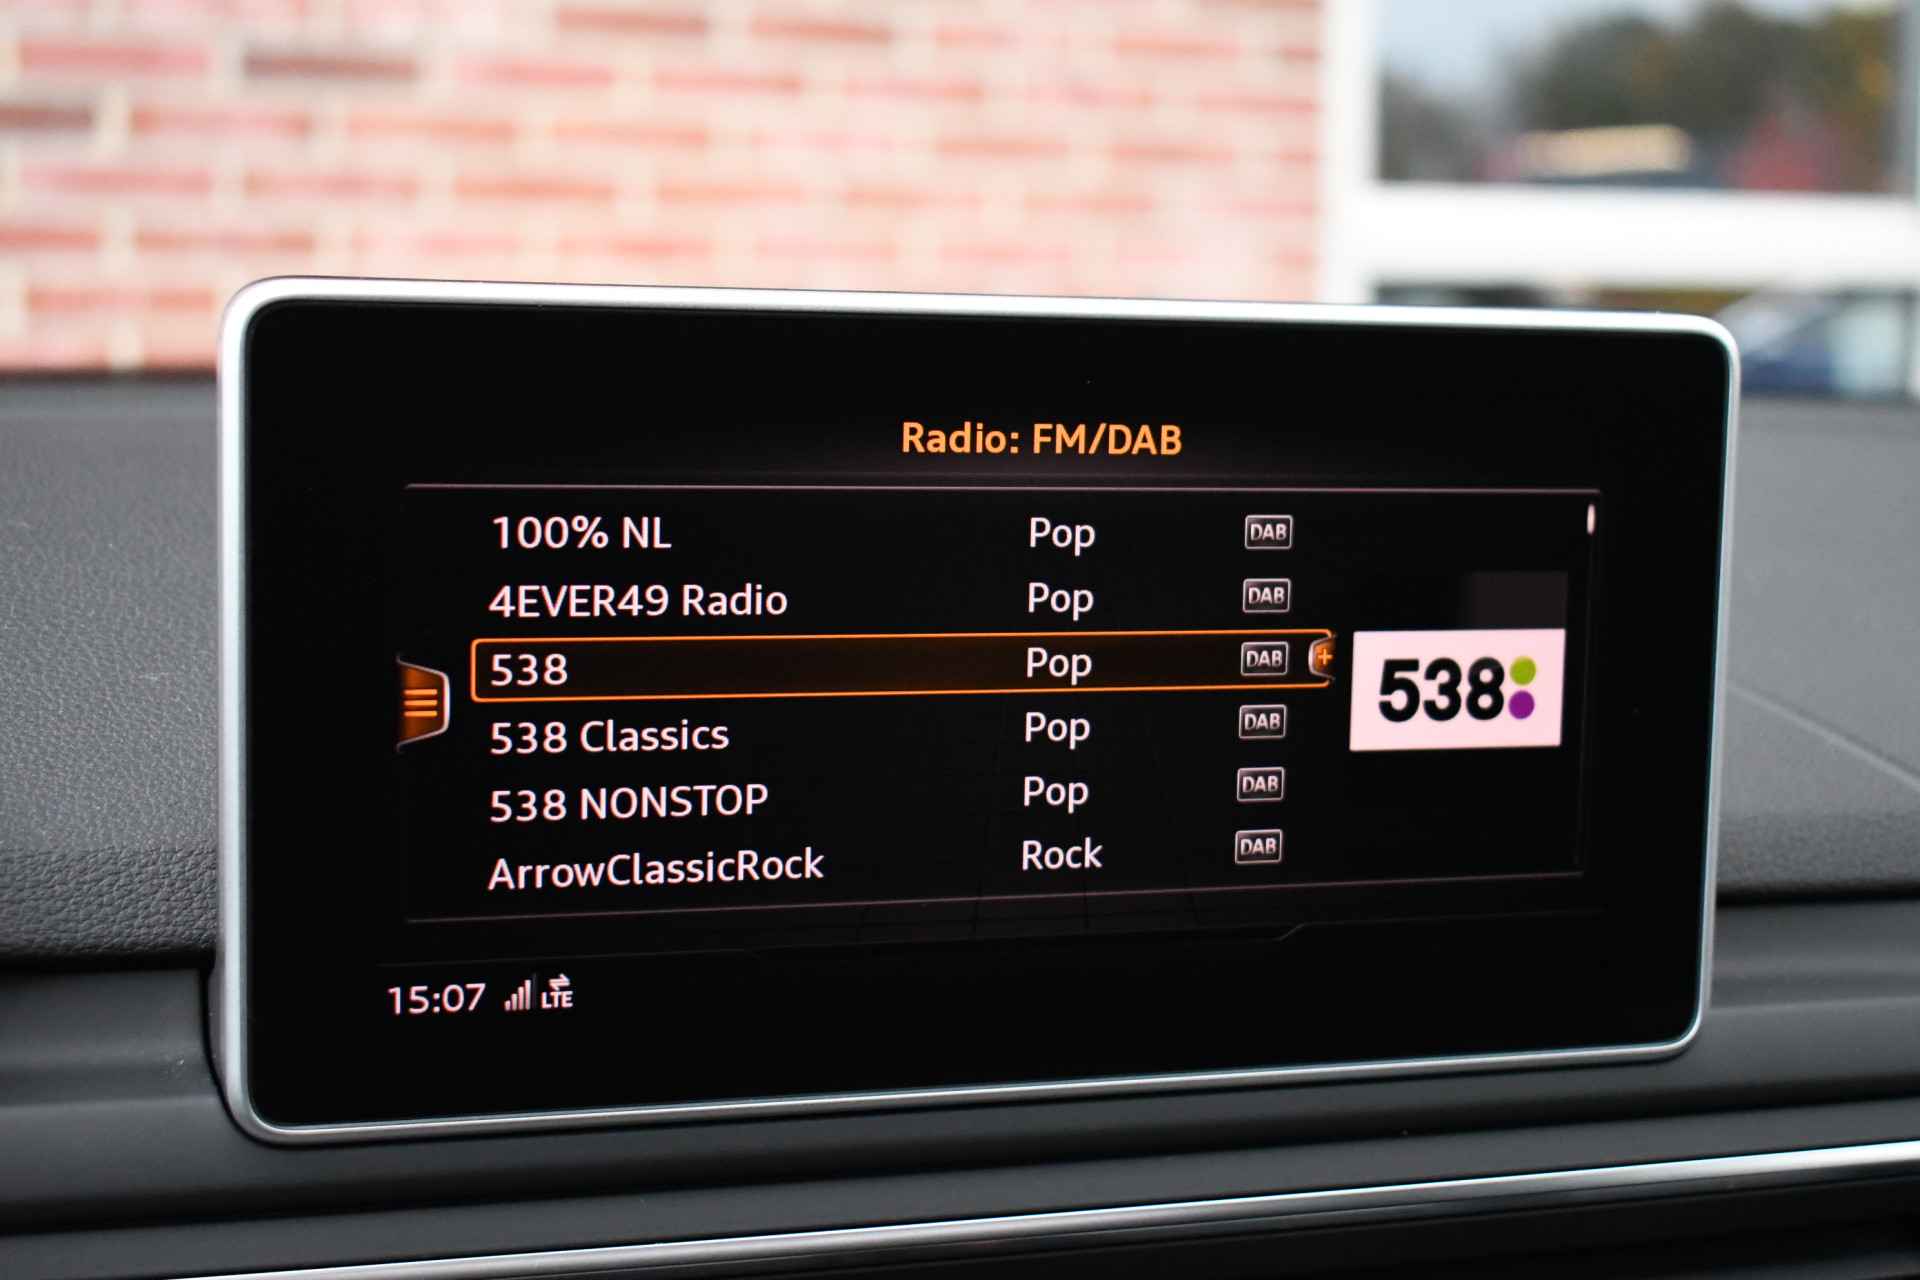 Radio: FM/DAB
100% NL Pop DAB
4EVER49 Radio Pop DAB
538 Pop DAB +
538
538 Classics Pop DAB
538 NONSTOP Pop DAB
ArrowClassicRock Rock DAB
15:07 LTE